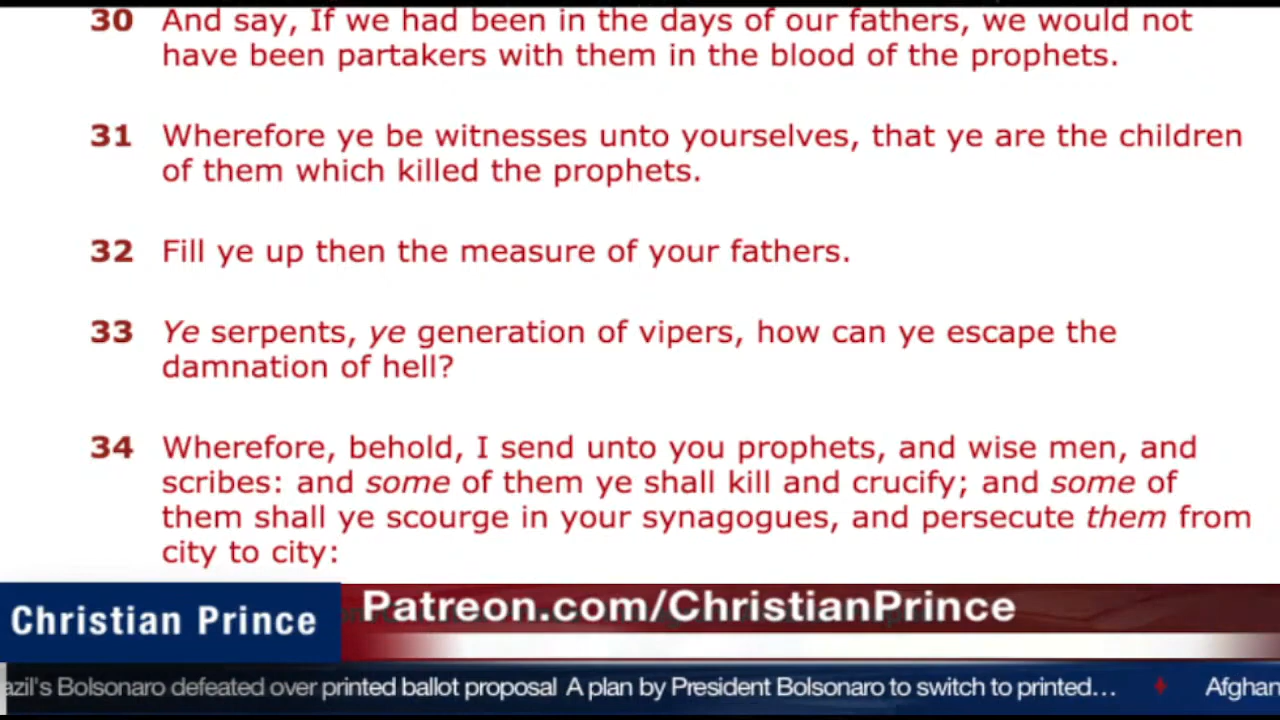 30 And say, If we had been in the days of our fathers, we would not
have been partakers with them in the blood of the prophets.
31 Wherefore ye be witnesses unto yourselves, that ye are the children
of them which killed the prophets.
32 Fill ye up then the measure of your fathers.
33 Ye serpents, ye generation of vipers, how can ye escape the
damnation of hell?
34 Wherefore, behold, I send unto you prophets, and wise men, and
scribes: and some of them ye shall kill and crucify; and some of
them shall ye scourge in your synagogues, and persecute them from
city to city:
Christian Prince
Patreon.com/ChristianPrince
azil's Bolsonaro defeated over printed ballot proposal A plan by President Bolsonaro to switch to printed... Afghan